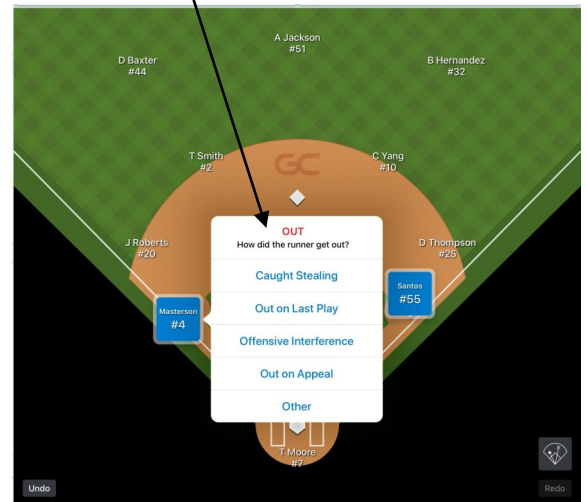 A Jackson
#51
D Baxter
#44
B Hernandez
#32
T Smith
#2
GC
C Yang
#10
OUT
How did the runner get out?
J Roberts
#20
D Thompson
#25
Caught Stealing
Santos
#55
Masterson
#4
Out on Last Play
Offensive Interference
Out on Appeal
Other
T Moore
#7
Undo
Redo